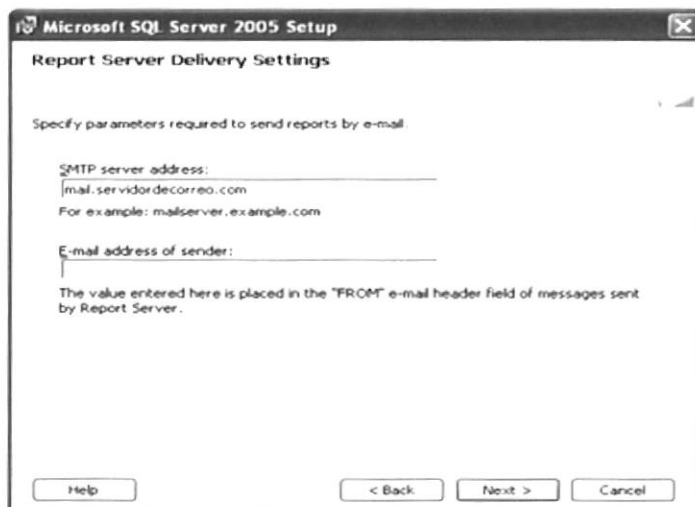 Microsoft SQL Server 2005 Setup
Report Server Delivery Settings
Specify parameters required to send reports by e-mail.
SMTP server address:
mail.servidordecorreo.com
For example: mailserver.example.com
E-mail address of sender:
The value entered here is placed in the "FROM" e-mail header field of messages sent
by Report Server.
Help
< Back
Next >
Cancel